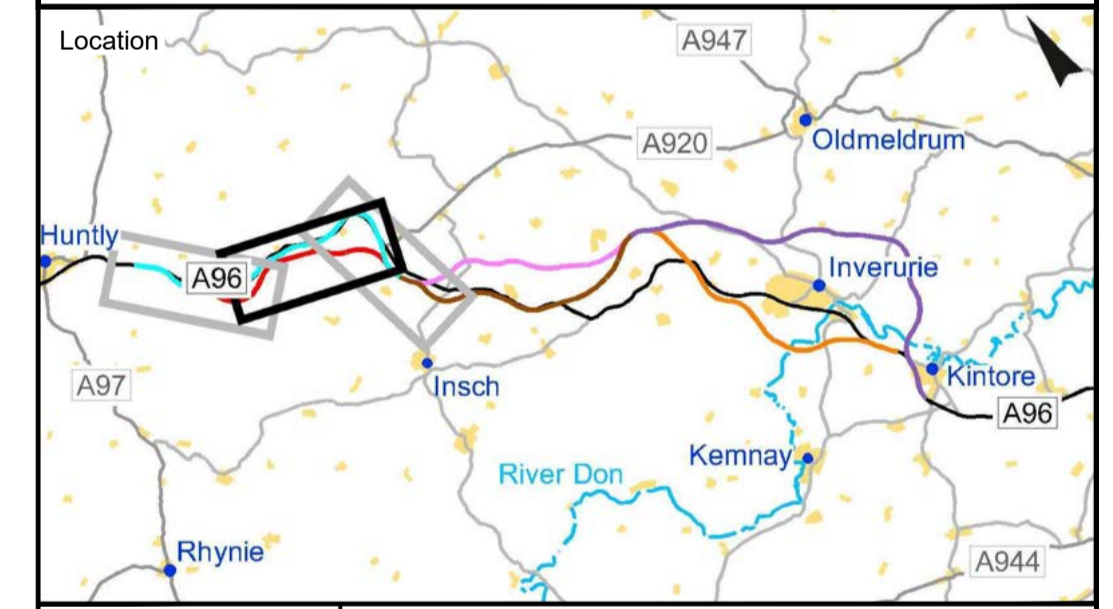 Location
A947
Oldmeldrum
A920
Huntly
A96
Inverurie
Insch
Kintore
A97
A96
Kemnay
River Don
Rhynie
A944